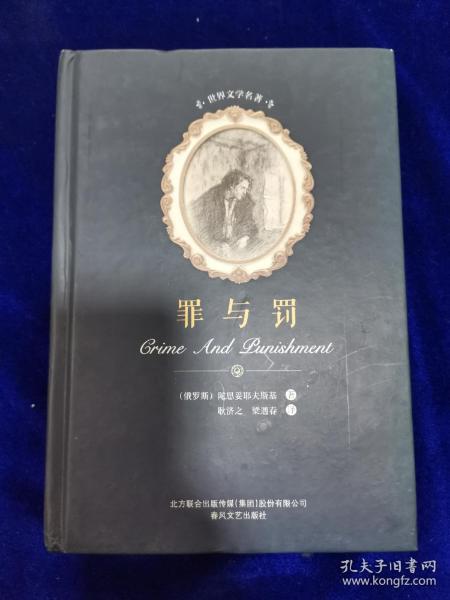 世界文学名著
罪与罚
Crime And Punishment
（俄罗斯）陀思妥耶夫斯基 著
耿济之 梁遇春 译
北方联合出版传媒（集团）股份有限公司
春风文艺出版社
孔夫子旧书网
www.kongfz.com